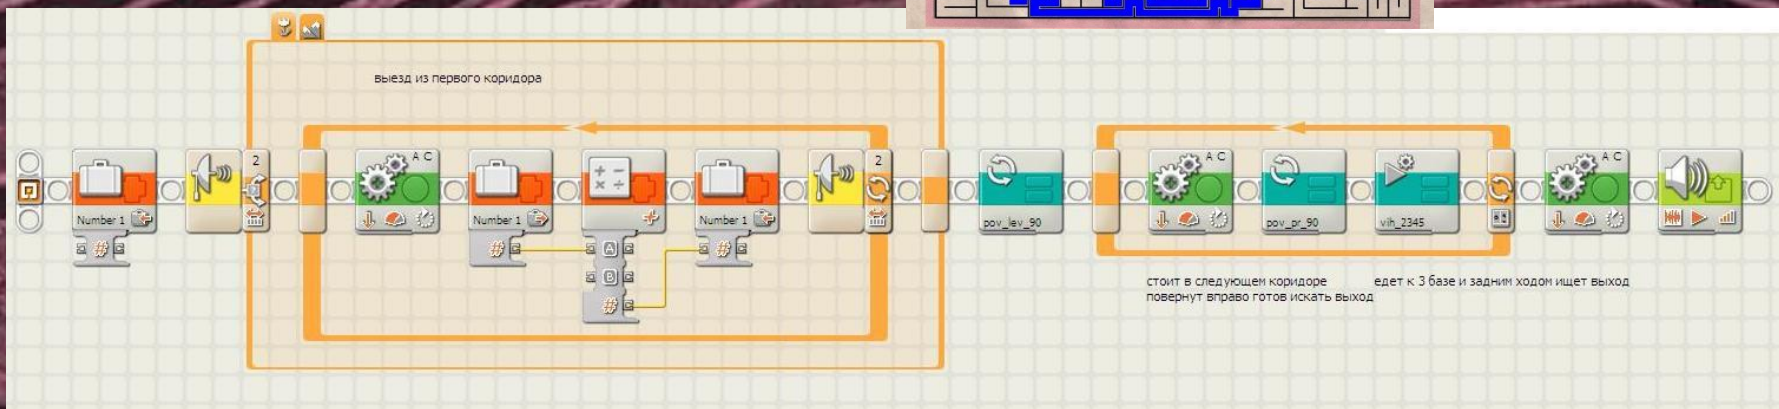 выезд из первого коридора
2
A C
2
A C
A C
Number 1
Number 1
Number 1
pov_lev_90
pov_pr_90
vih_2345
A
B
стоит в следующем коридоре
повернут вправо готов искать выход
едет к 3 базе и задним ходом ищет выход